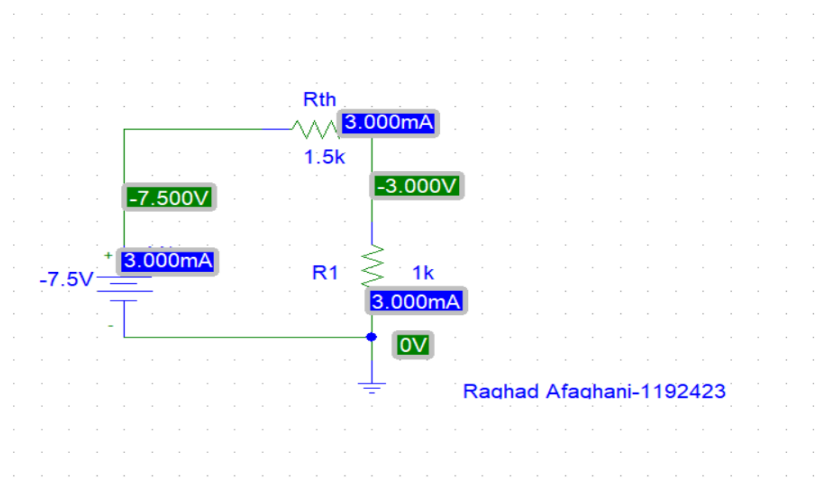 Rth
3.000mA
1.5k
-7.500V
-3.000V
+
3.000mA
-7.5V
R1
1k
3.000mA
-
0V
Raghad Afaghani-1192423